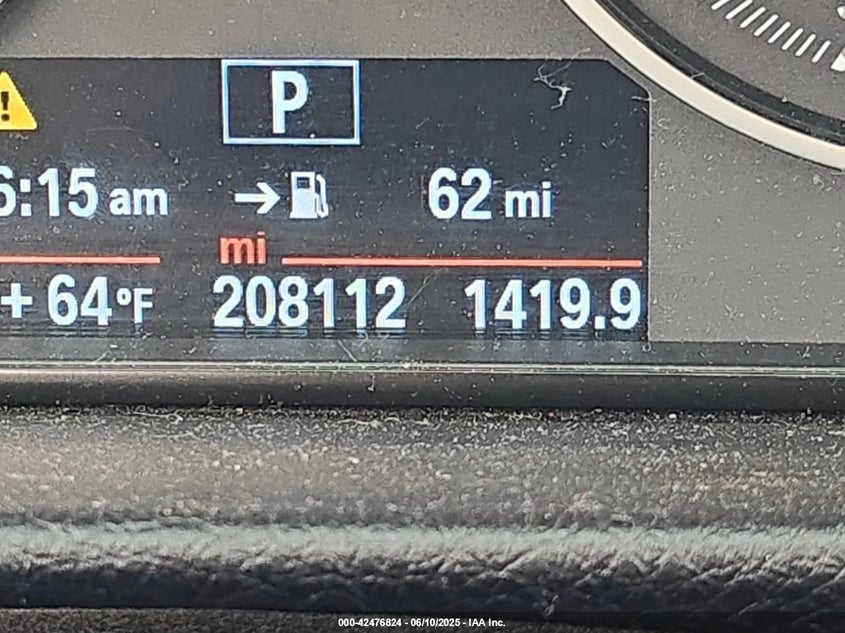 !
P
6:15 am → 62 mi
mi
+ 64°F 208112 1419.9
000-42476824 - 06/10/2025 - IAA Inc.